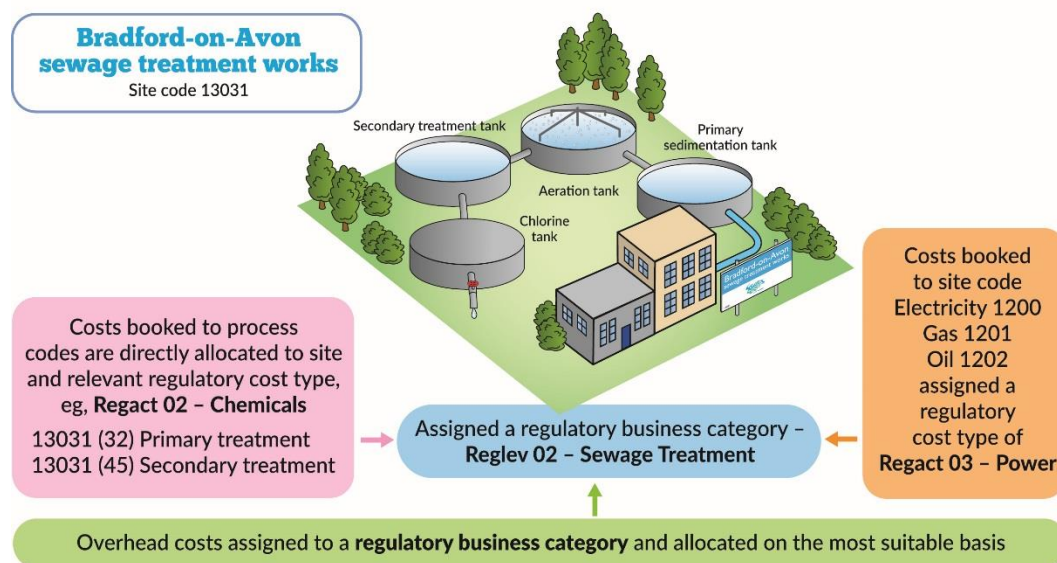 Bradford-on-Avon
sewage treatment works
Site code 13031
Secondary treatment tank
Primary
sedimentation tank
Aeration tank
Chlorine
tank
Bradford-on-Avon
sewage treatment works
Costs booked to process
codes are directly allocated to site
and relevant regulatory cost type,
eg, Regact 02 – Chemicals
13031 (32) Primary treatment
13031 (45) Secondary treatment
Assigned a regulatory business category –
Reglev 02 – Sewage Treatment
Costs booked
to site code
Electricity 1200
Gas 1201
Oil 1202
assigned a
regulatory
cost type of
Regact 03 – Power
Overhead costs assigned to a regulatory business category and allocated on the most suitable basis